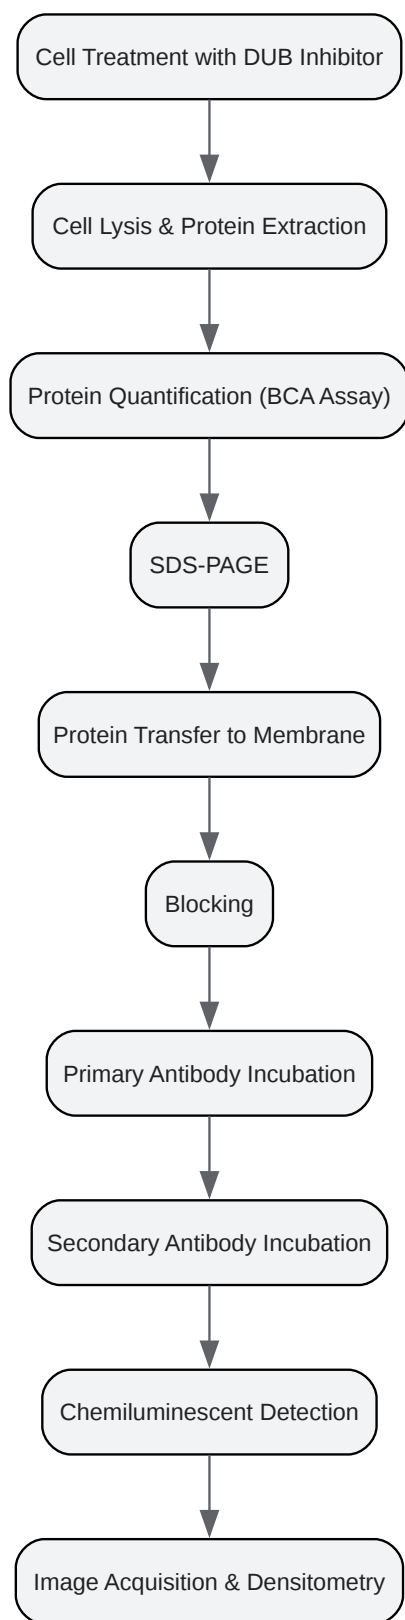 Cell Treatment with DUB Inhibitor
Cell Lysis & Protein Extraction
Protein Quantification (BCA Assay)
SDS-PAGE
Protein Transfer to Membrane
Blocking
Primary Antibody Incubation
Secondary Antibody Incubation
Chemiluminescent Detection
Image Acquisition & Densitometry